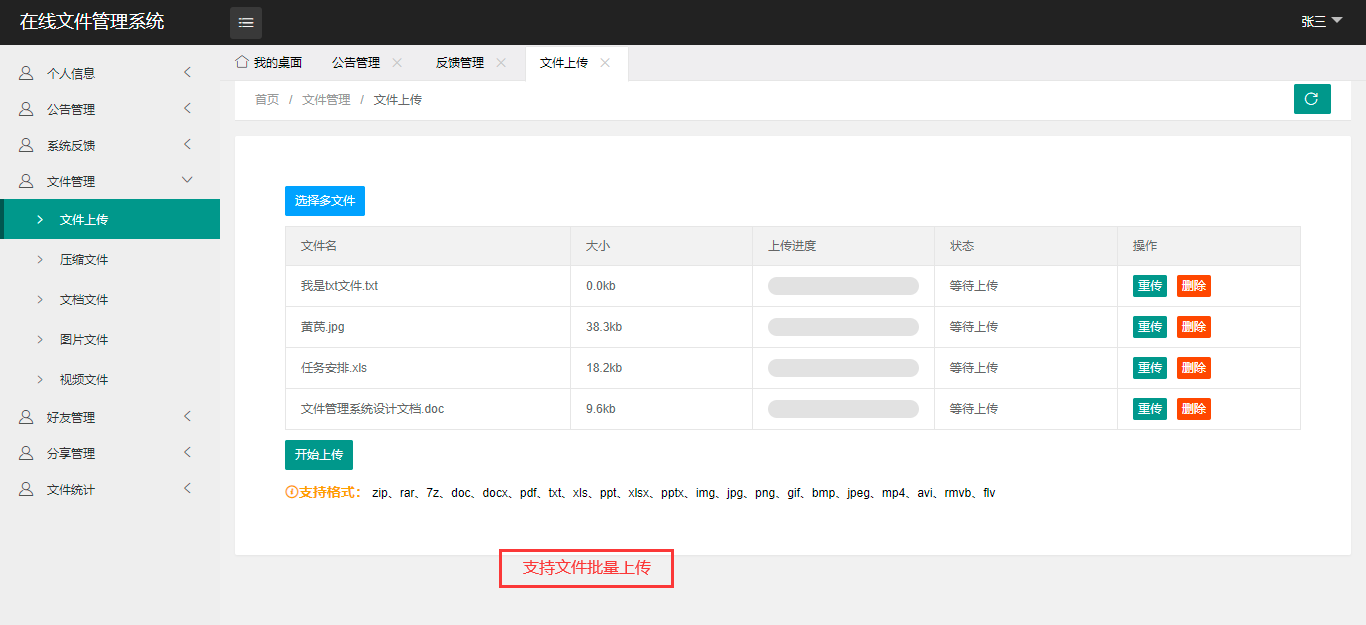 在线文件管理系统
张三
个人信息
公告管理
系统反馈
文件管理
文件上传
压缩文件
文档文件
图片文件
视频文件
好友管理
分享管理
文件统计
我的桌面 公告管理 反馈管理 文件上传
首页 / 文件管理 / 文件上传
选择多文件
文件名 大小 上传进度 状态 操作
我是txt文件.txt 0.0kb 等待上传 重传 删除
菌芮.jpg 38.3kb 等待上传 重传 删除
任务安排.xls 18.2kb 等待上传 重传 删除
文件管理系统设计文档.doc 9.6kb 等待上传 重传 删除
开始上传
支持格式： zip、rar、7z、doc、docx、pdf、txt、xls、ppt、xlsx、pptx、img、jpg、png、gif、bmp、jpeg、mp4、avi、rmvb、flv
支持文件批量上传